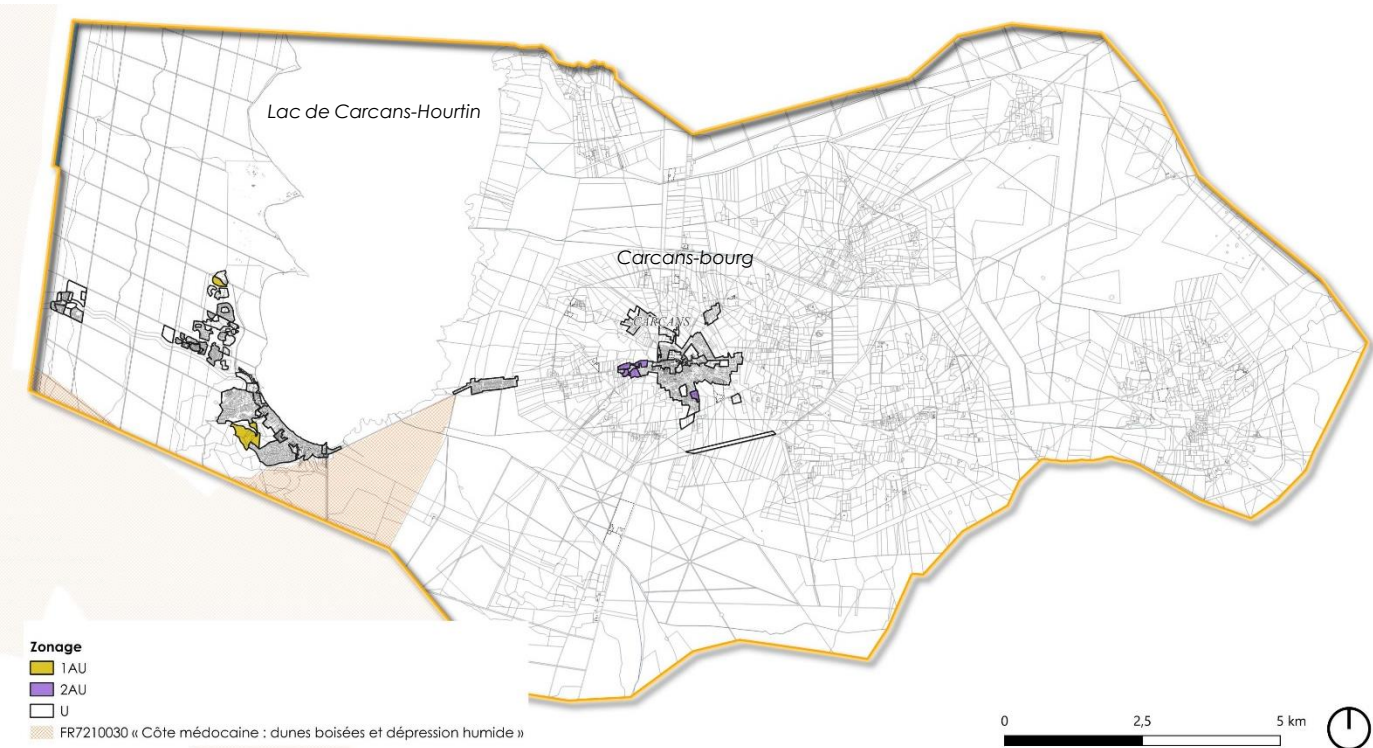 Lac de Carcans-Hourtin
Carcans-bourg
CARCANS
Zonage
1AU
2AU
U
FR7210030 « Côte médocaine : dunes boisées et dépression humide »
0 2,5 5 km